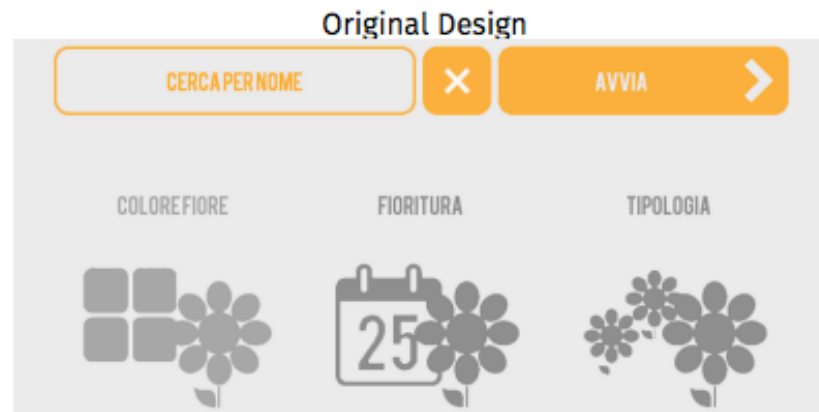 Original Design
CERCA PER NOME
AVVIA
COLORE FIORE
FIORITURA
TIPOLOGIA
25